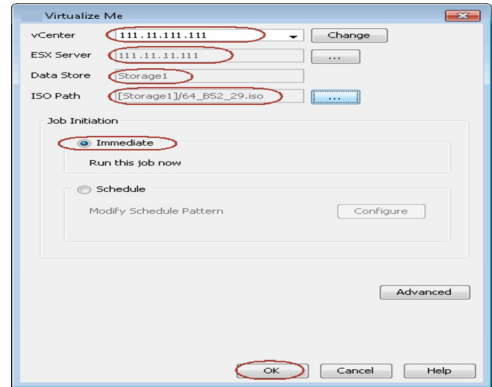 Virtualize Me
vCenter 111.11.111.111 Change
ESX Server 111.11.11.111 ...
Data Store Storage1
ISO Path [Storage1]/64_B52_29.iso ...
Job Initiation
Immediate
Run this job now
Schedule
Modify Schedule Pattern Configure
Advanced
OK Cancel Help